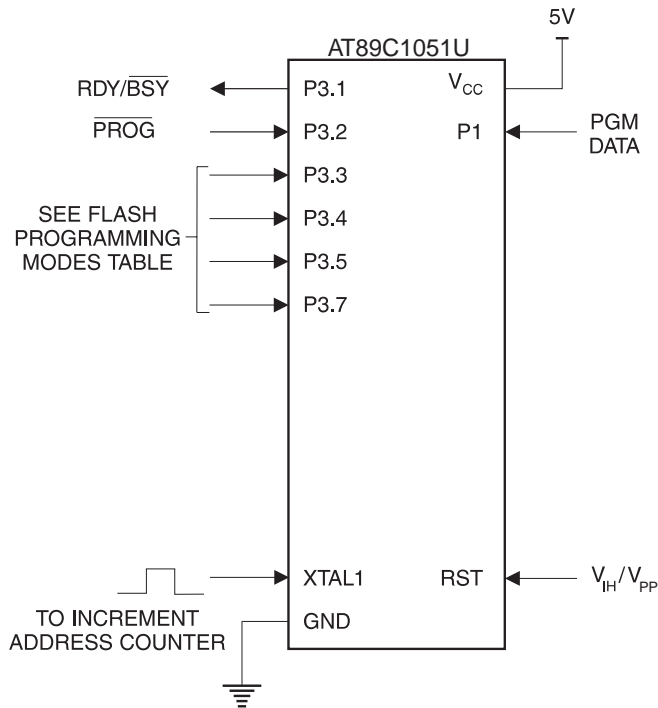 5V
AT89C1051U
RDY/BSY
P3.1
VCC
PROG
P3.2
P1
PGM
DATA
P3.3
SEE FLASH
PROGRAMMING
MODES TABLE
P3.4
P3.5
P3.7
XTAL1
RST
VIH/VPP
TO INCREMENT
ADDRESS COUNTER
GND